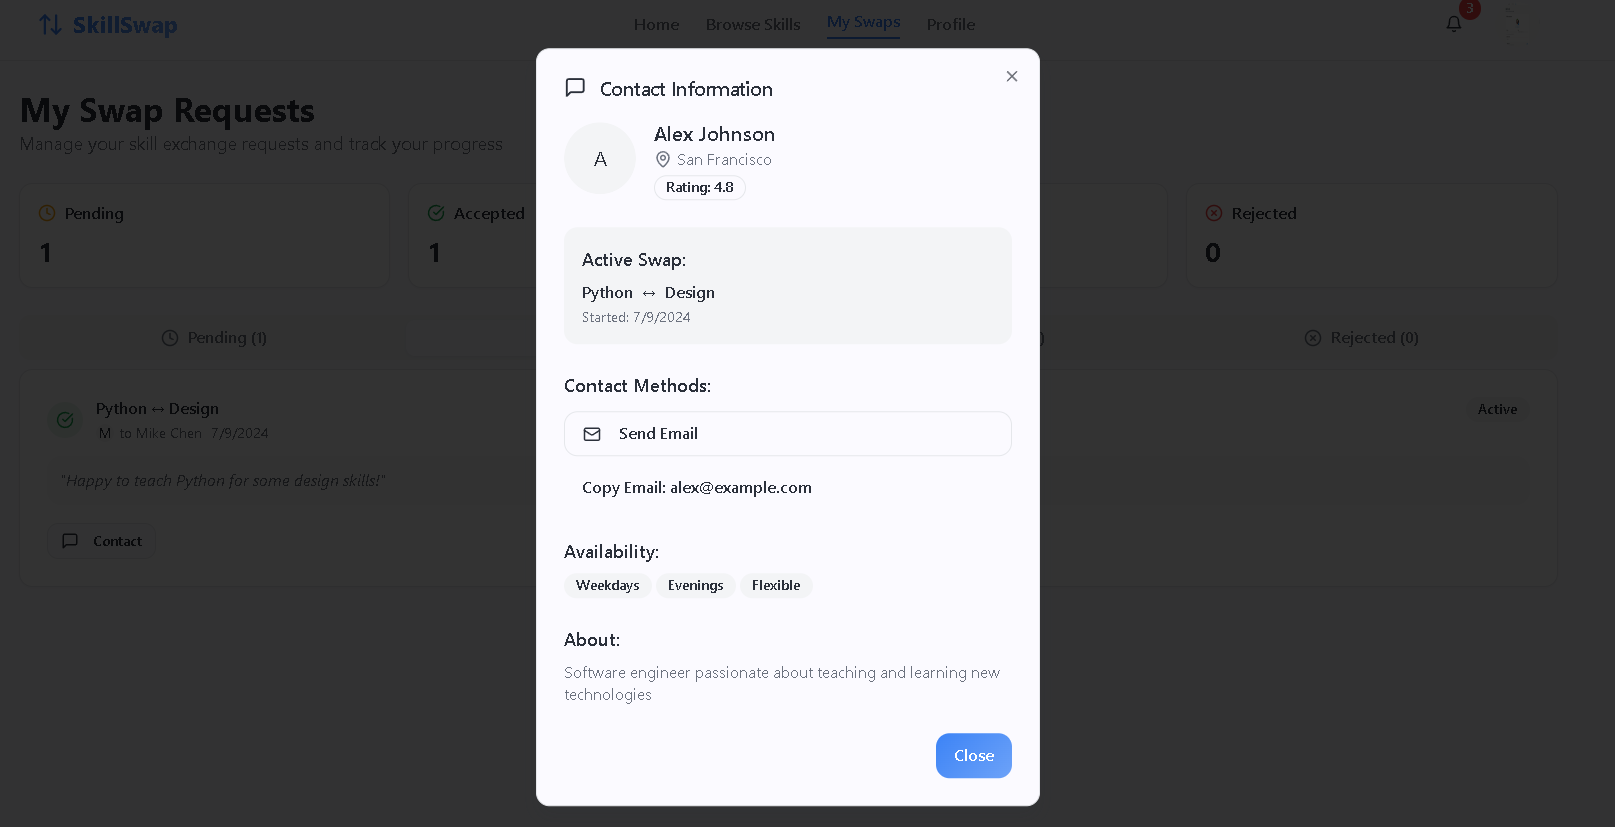 SkillSwap
Home Browse Skills My Swaps Profile
3
My Swap Requests
Manage your skill exchange requests and track your progress
Pending
1
Accepted
1
Rejected
0
Pending (1)
)
Rejected (0)
Python ↔ Design
M to Mike Chen 7/9/2024
Active
"Happy to teach Python for some design skills!"
Contact
Contact Information
A
Alex Johnson
San Francisco
Rating: 4.8
Active Swap:
Python ↔ Design
Started: 7/9/2024
Contact Methods:
Send Email
Copy Email: alex@example.com
Availability:
Weekdays Evenings Flexible
About:
Software engineer passionate about teaching and learning new
technologies
Close